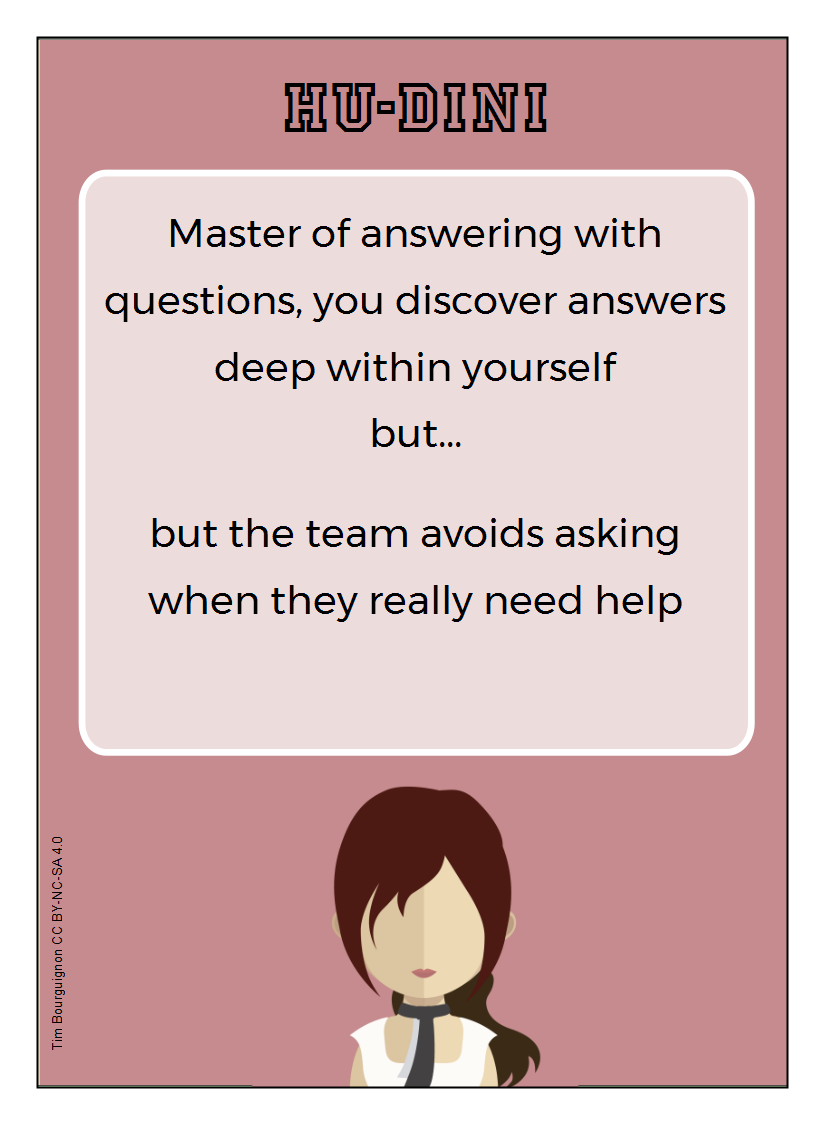 HU-DINI
Master of answering with
questions, you discover answers
deep within yourself
but...
but the team avoids asking
when they really need help
Tim Bourguignon CC BY-NC-SA 4.0